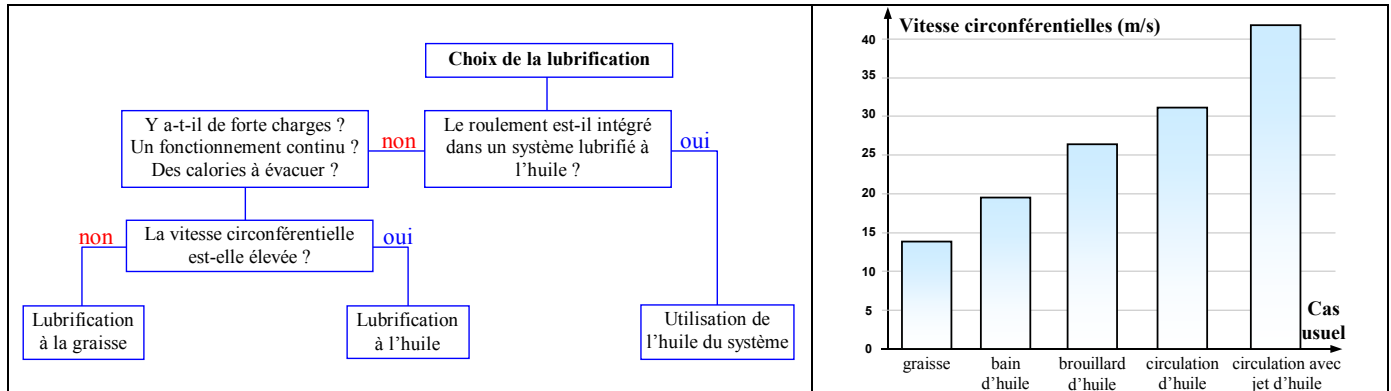 Choix de la lubrification
Y a-t-il de forte charges ?
Un fonctionnement continu ?
Des calories à évacuer ?
non
Le roulement est-il intégré
dans un système lubrifié à
l’huile ?
oui
non
La vitesse circonférentielle
est-elle élevée ?
oui
Lubrification
à la graisse
Lubrification
à l’huile
Utilisation de
l’huile du système
Vitesse circonférentielles (m/s)
40
35
30
25
20
15
10
5
0
Cas
usuel
graisse
bain
d’huile
brouillard
d’huile
circulation
d’huile
circulation avec
jet d’huile